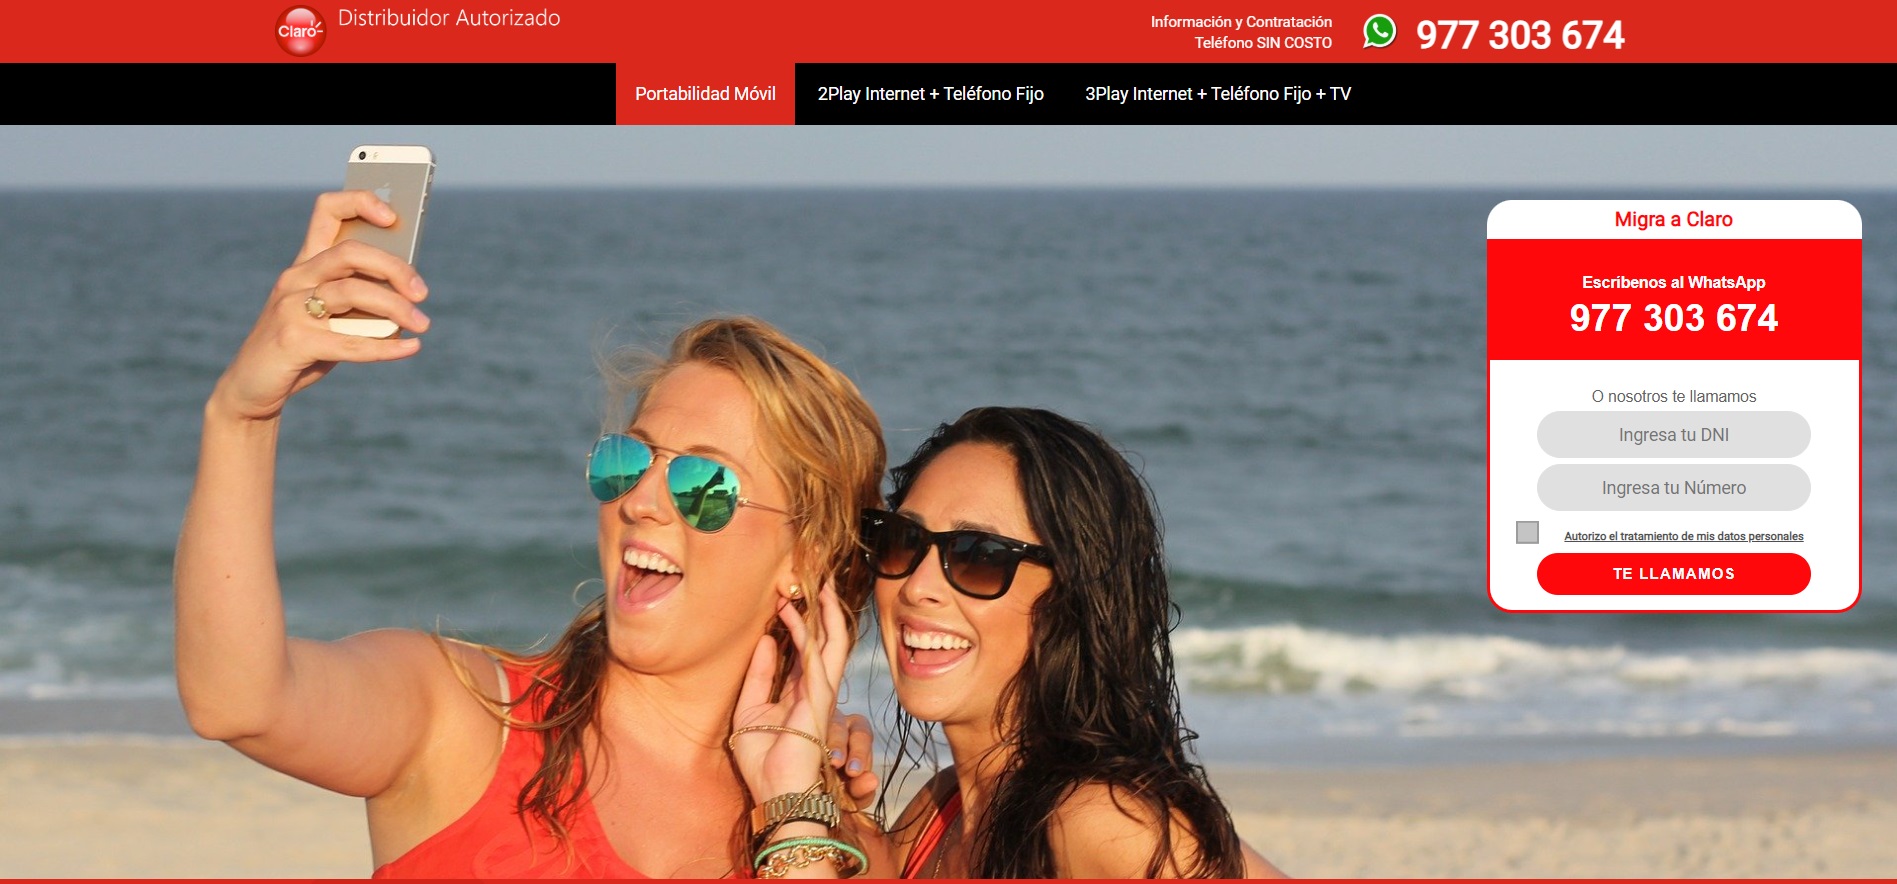 Claro
Distribuidor Autorizado
Información y Contratación
Teléfono SIN COSTO
977 303 674
Portabilidad Móvil
2Play Internet + Teléfono Fijo
3Play Internet + Teléfono Fijo + TV
Migra a Claro
Escríbenos al WhatsApp
977 303 674
O nosotros te llamamos
Ingresa tu DNI
Ingresa tu Número
Autorizo el tratamiento de mis datos personales
TE LLAMAMOS